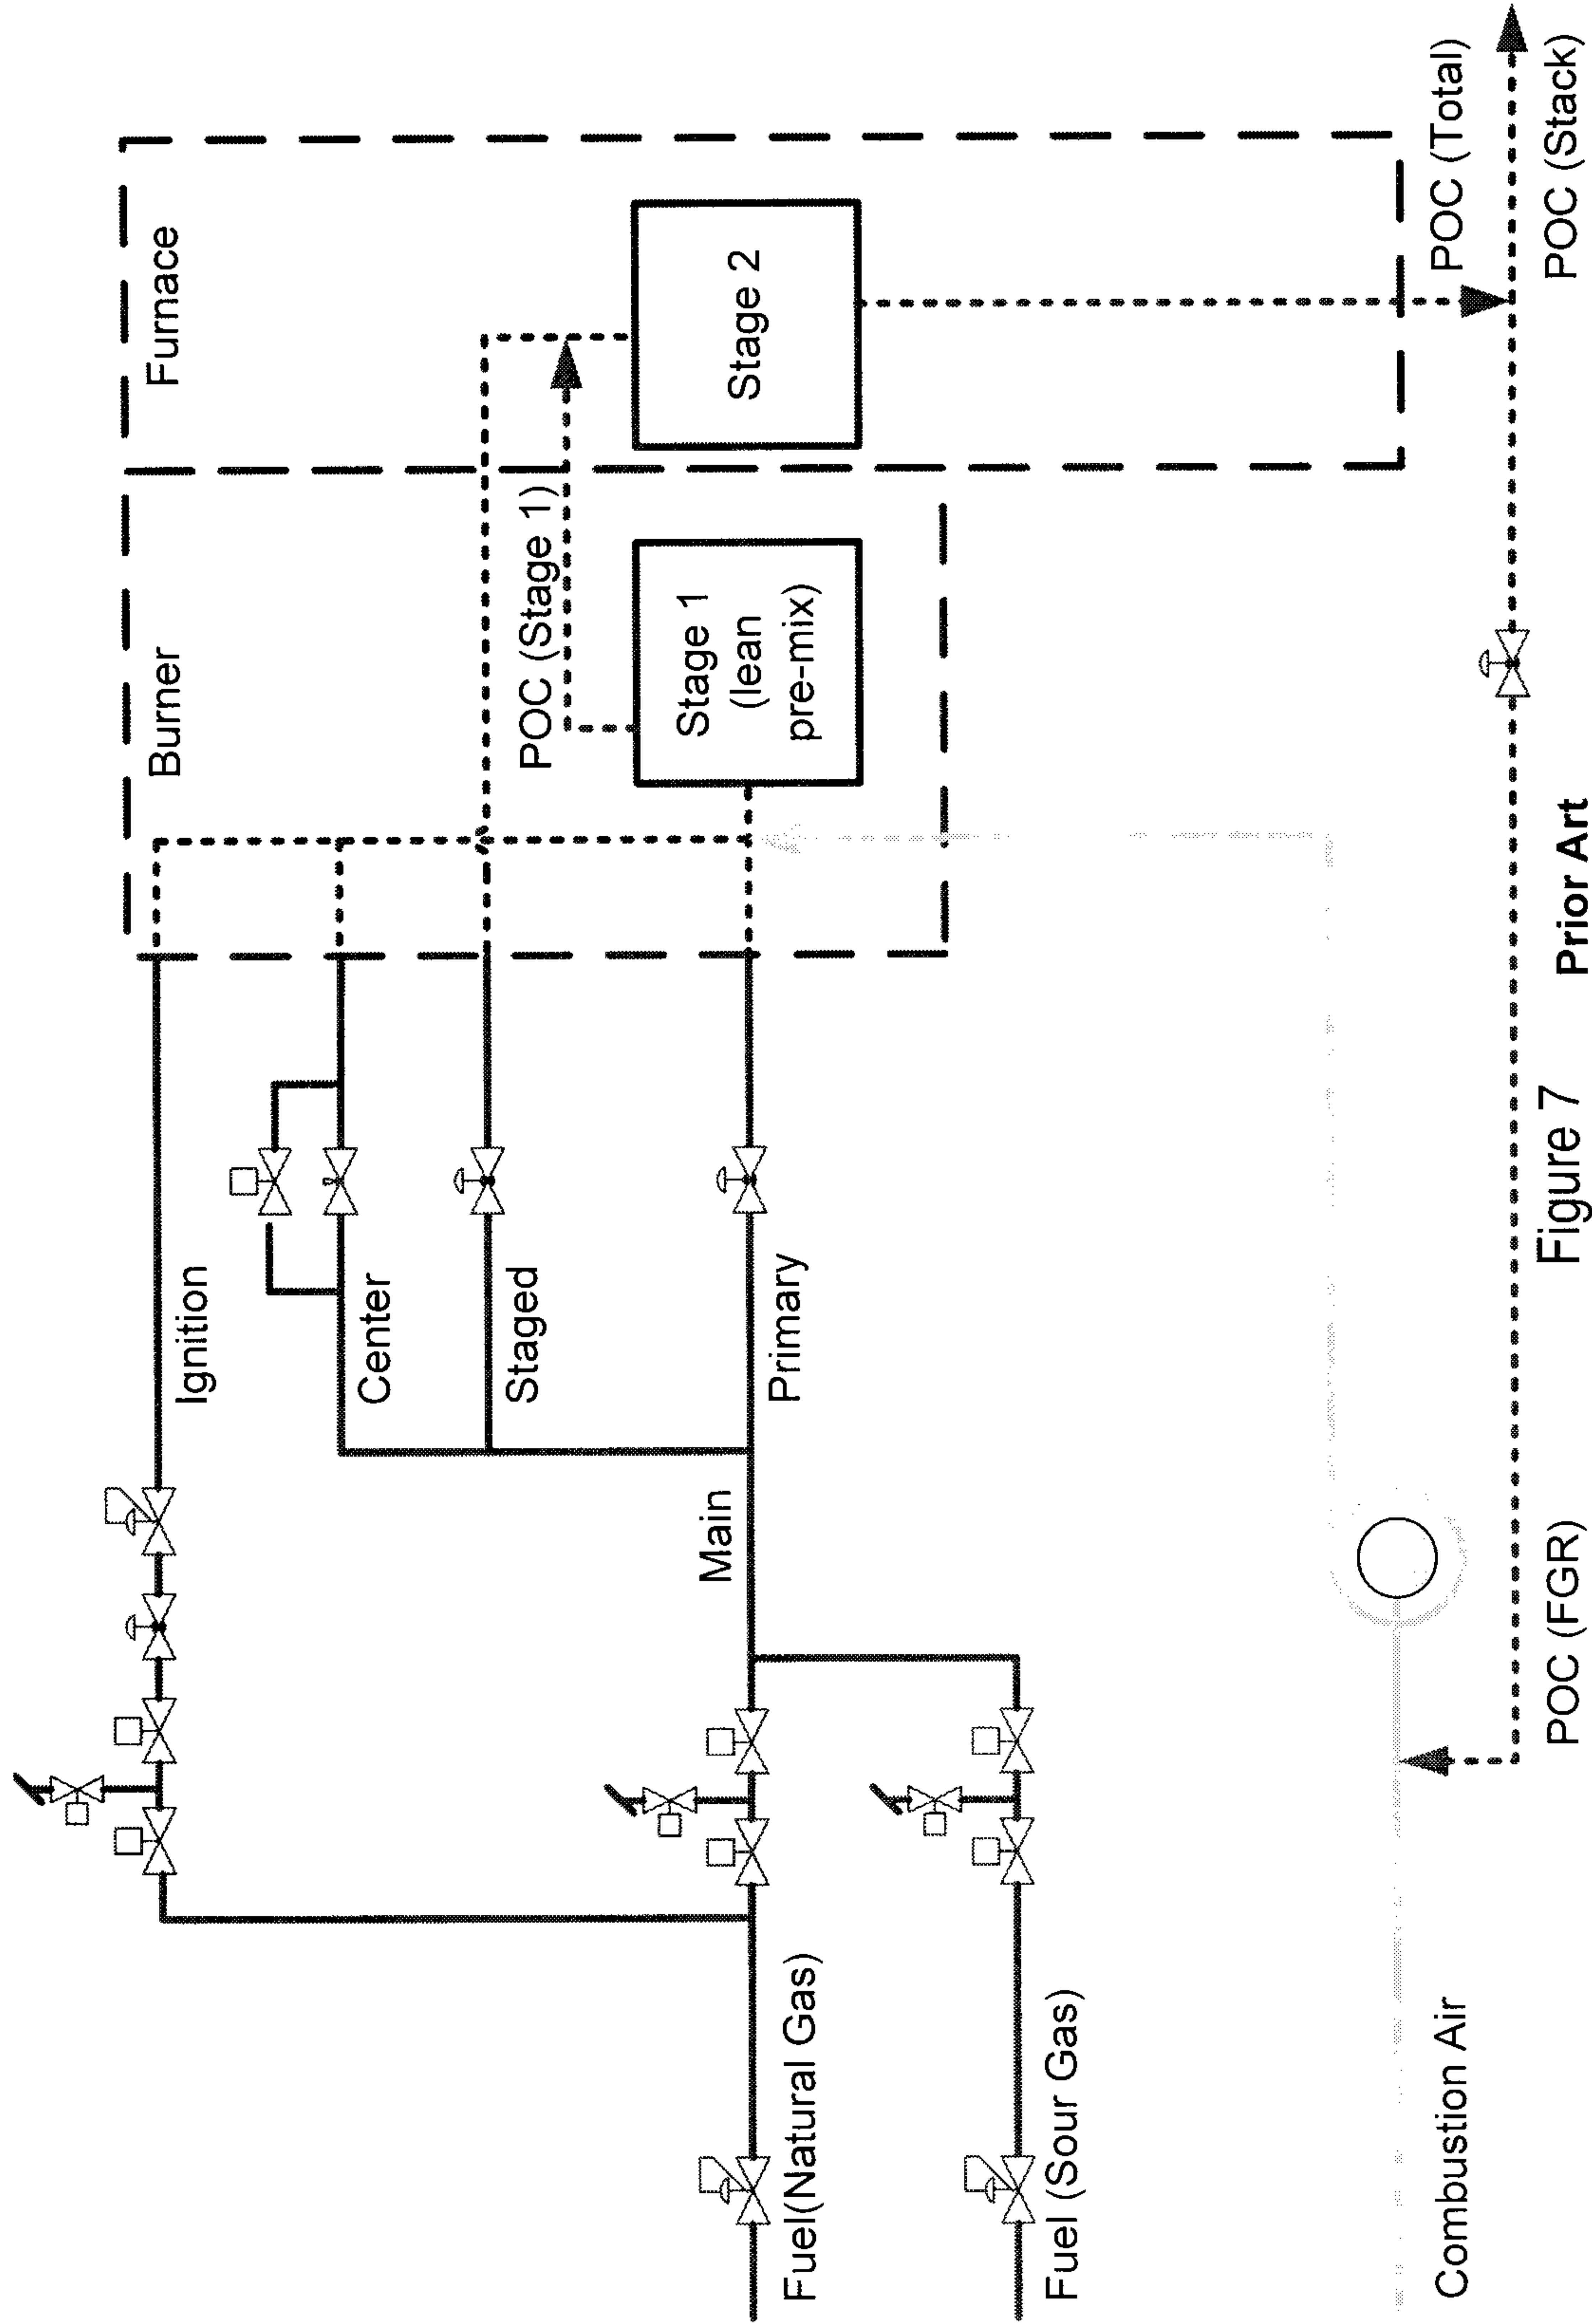 Furnace
Burner
Stage 2
Stage 1
(lean
pre-mix)
POC (Stage 1)
POC (Total)
POC (Stack)
Ignition
Center
Staged
Primary
Main
Fuel(Natural Gas)
Fuel (Sour Gas)
Combustion Air
POC (FGR)
Figure 7
Prior Art